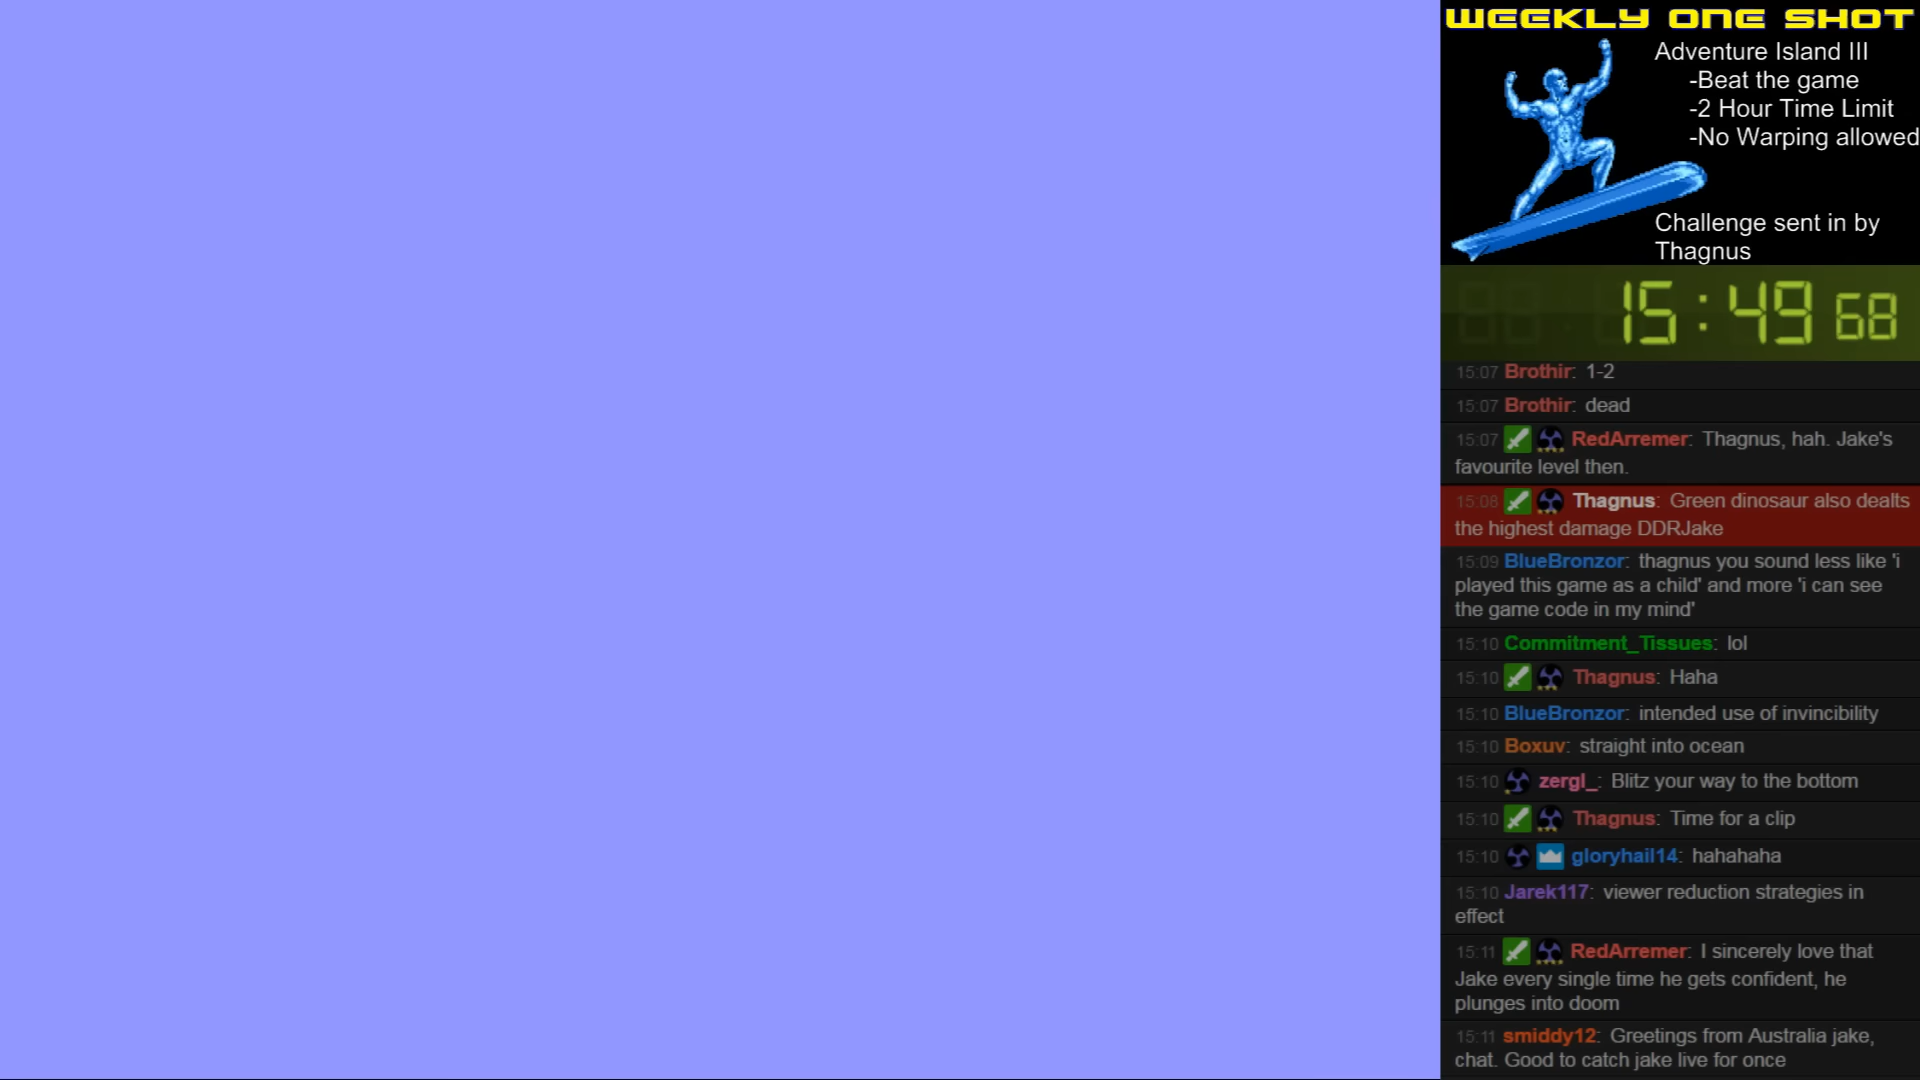 WEEKLY ONE SHOT
Adventure Island III
-Beat the game
-2 Hour Time Limit
-No Warping allowed
Challenge sent in by
Thagnus
15:49 68
15:07 Brothir: 1-2
15:07 Brothir: dead
15:07 RedArremer: Thagnus, hah. Jake's
favourite level then.
15:08 Thagnus: Green dinosaur also dealts
the highest damage DDRJake
15:09 BlueBronzor: thagnus you sound less like 'i
played this game as a child' and more 'i can see
the game code in my mind'
15:10 Commitment_Tissues: lol
15:10 Thagnus: Haha
15:10 BlueBronzor: intended use of invincibility
15:10 Boxuv: straight into ocean
15:10 zergl_: Blitz your way to the bottom
15:10 Thagnus: Time for a clip
15:10 gloryhail14: hahahaha
15:10 Jarek117: viewer reduction strategies in
effect
15:11 RedArremer: I sincerely love that
Jake every single time he gets confident, he
plunges into doom
15:11 smiddy12: Greetings from Australia jake,
chat. Good to catch jake live for once